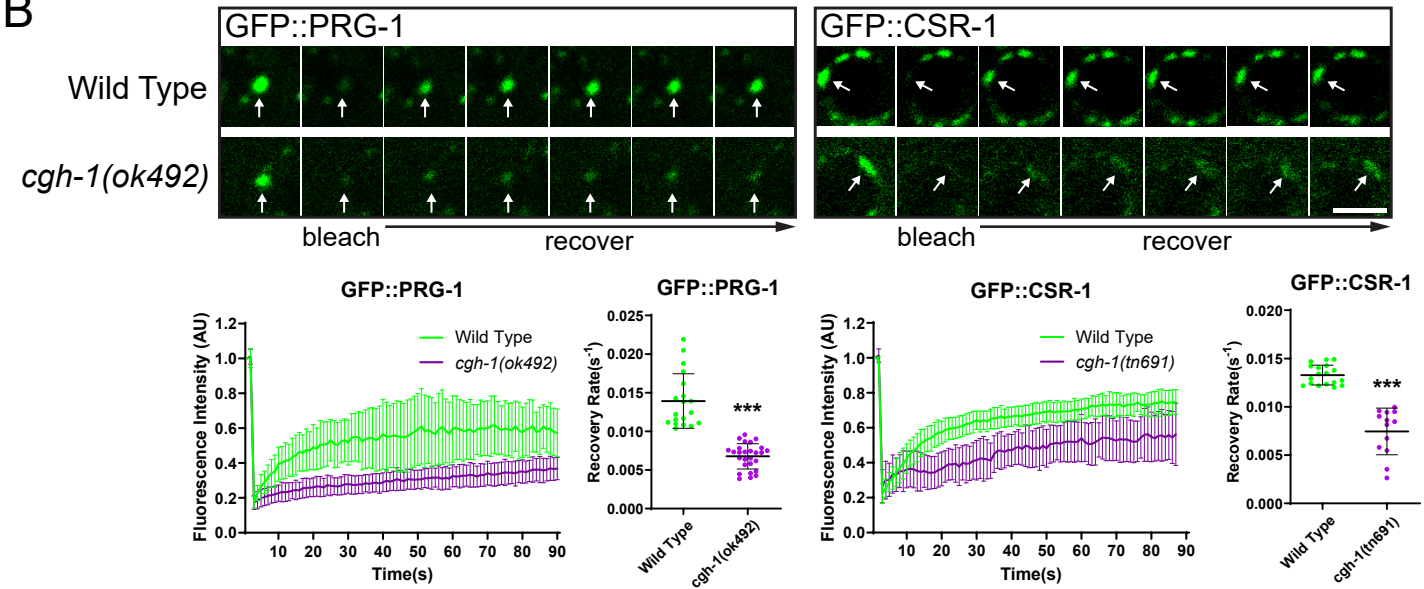 B
GFP::PRG-1
GFP::CSR-1
Wild Type
cgh-1(ok492)
bleach
recover
bleach
recover
GFP::PRG-1
Fluorescence Intensity (AU)
1.2
1.0
0.8
0.6
0.4
0.2
0.0
Wild Type
cgh-1(ok492)
10 20 30 40 50 60 70 80 90
Time(s)
GFP::PRG-1
Recovery Rate(s-1)
0.025
0.020
0.015
0.010
0.005
0.000
***
Wild Type
cgh-1(ok492)
GFP::CSR-1
Fluorescence Intensity (AU)
1.2
1.0
0.8
0.6
0.4
0.2
0.0
Wild Type
cgh-1(tn691)
10 20 30 40 50 60 70 80 90
Time(s)
GFP::CSR-1
Recovery Rate(s-1)
0.020
0.015
0.010
0.005
0.000
***
Wild Type
cgh-1(tn691)